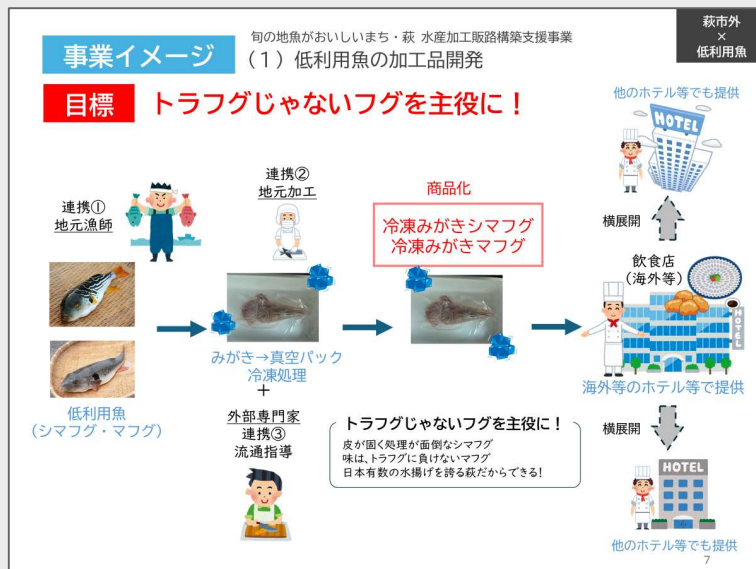 旬の地魚がおいしいまち・萩 水産加工販路構築支援事業
事業イメージ
（1）低利用魚の加工品開発
萩市外
×
低利用魚
目標
トラフグじゃないフグを主役に！
連携①
地元漁師
連携②
地元加工
商品化
冷凍みがきシマフグ
冷凍みがきマフグ
他のホテル等でも提供
HOTEL
横展開
飲食店
（海外等）
HOTEL
みがき→真空パック
冷凍処理
+
低利用魚
（シマフグ・マフグ）
海外等のホテル等で提供
外部専門家
連携③
流通指導
トラフグじゃないフグを主役に！
皮が固く処理が面倒なシマフグ
味は、トラフグに負けないマフグ
日本有数の水揚げを誇る萩だからできる！
横展開
HOTEL
他のホテル等でも提供
7